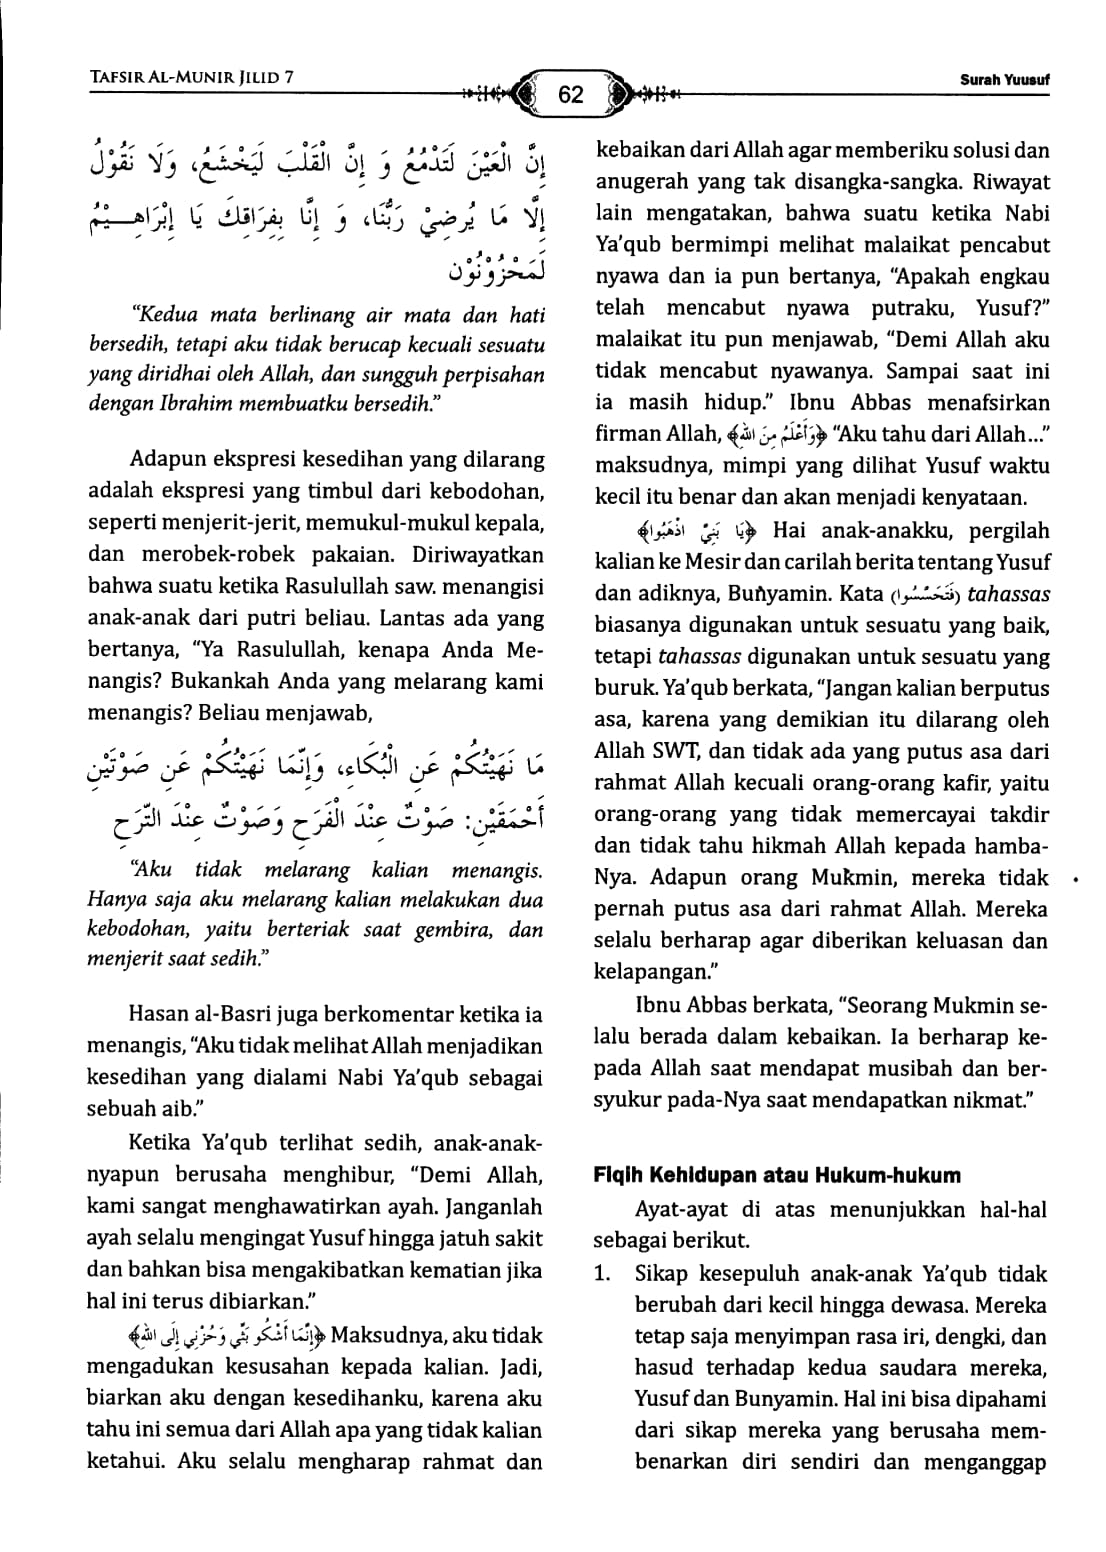 TAFSIR AL-MUNIR JILID 7
62
Surah Yuusuf
إِنَّ الْعَيْنَ لَتَدْمُعُ وَ إِنَّ الْقَلْبَ لَيَخْشَعُ، وَلَا نَقُوْلُ
إِلَّا مَا يُرضِيْ رَبُّنَا، وَ إِنَّا بِفِرَاقِكَ يَا إِبْرَاهِـــيْمُ
لَمَحْزُوْنُوْن
“Kedua mata berlinang air mata dan hati
bersedih, tetapi aku tidak berucap kecuali sesuatu
yang diridhai oleh Allah, dan sungguh perpisahan
dengan Ibrahim membuatku bersedih.”
Adapun ekspresi kesedihan yang dilarang
adalah ekspresi yang timbul dari kebodohan,
seperti menjerit-jerit, memukul-mukul kepala,
dan merobek-robek pakaian. Diriwayatkan
bahwa suatu ketika Rasulullah saw. menangisi
anak-anak dari putri beliau. Lantas ada yang
bertanya, “Ya Rasulullah, kenapa Anda Me-
nangis? Bukankah Anda yang melarang kami
menangis? Beliau menjawab,
مَا نَهَيْتُكُمْ عَنِ الْبُكَاءِ، وَإِنَّمَا نَهَيْتُكُمْ عَنِ صَوْتَيْنِ
أَحْمَقَيْنِ: صَوْتٌ عِنْدَ الْفَرَحِ وَصَوْتٌ عِنْدَ التَّرَحِ
“Aku tidak melarang kalian menangis.
Hanya saja aku melarang kalian melakukan dua
kebodohan, yaitu berteriak saat gembira, dan
menjerit saat sedih.”
Hasan al-Basri juga berkomentar ketika ia
menangis, “Aku tidak melihat Allah menjadikan
kesedihan yang dialami Nabi Ya’qub sebagai
sebuah aib.”
Ketika Ya’qub terlihat sedih, anak-anak-
nyapun berusaha menghibur, “Demi Allah,
kami sangat menghawatirkan ayah. Janganlah
ayah selalu mengingat Yusuf hingga jatuh sakit
dan bahkan bisa mengakibatkan kematian jika
hal ini terus dibiarkan.”
﴿إِنَّمَا أَشْكُو بَثِّي وَحُزْنِي إِلَى اللهِ﴾ Maksudnya, aku tidak
mengadukan kesusahan kepada kalian. Jadi,
biarkan aku dengan kesedihanku, karena aku
tahu ini semua dari Allah apa yang tidak kalian
ketahui. Aku selalu mengharap rahmat dan
kebaikan dari Allah agar memberiku solusi dan
anugerah yang tak disangka-sangka. Riwayat
lain mengatakan, bahwa suatu ketika Nabi
Ya’qub bermimpi melihat malaikat pencabut
nyawa dan ia pun bertanya, “Apakah engkau
telah mencabut nyawa putraku, Yusuf?”
malaikat itu pun menjawab, “Demi Allah aku
tidak mencabut nyawanya. Sampai saat ini
ia masih hidup.” Ibnu Abbas menafsirkan
firman Allah, ﴿وَأَعْلَمُ مِنَ اللهِ﴾ “Aku tahu dari Allah...”
maksudnya, mimpi yang dilihat Yusuf waktu
kecil itu benar dan akan menjadi kenyataan.
﴿يَا بَنِيَّ اذْهَبُوا﴾ Hai anak-anakku, pergilah
kalian ke Mesir dan carilah berita tentang Yusuf
dan adiknya, Bunyamin. Kata (فَتَحَسَّسُوا) tahassas
biasanya digunakan untuk sesuatu yang baik,
tetapi tahassas digunakan untuk sesuatu yang
buruk. Ya’qub berkata, “Jangan kalian berputus
asa, karena yang demikian itu dilarang oleh
Allah SWT, dan tidak ada yang putus asa dari
rahmat Allah kecuali orang-orang kafir, yaitu
orang-orang yang tidak memercayai takdir
dan tidak tahu hikmah Allah kepada hamba-
Nya. Adapun orang Mukmin, mereka tidak
pernah putus asa dari rahmat Allah. Mereka
selalu berharap agar diberikan keluasan dan
kelapangan.”
Ibnu Abbas berkata, “Seorang Mukmin se-
lalu berada dalam kebaikan. Ia berharap ke-
pada Allah saat mendapat musibah dan ber-
syukur pada-Nya saat mendapatkan nikmat.”
Fiqih Kehidupan atau Hukum-hukum
Ayat-ayat di atas menunjukkan hal-hal
sebagai berikut.
1. Sikap kesepuluh anak-anak Ya’qub tidak
berubah dari kecil hingga dewasa. Mereka
tetap saja menyimpan rasa iri, dengki, dan
hasud terhadap kedua saudara mereka,
Yusuf dan Bunyamin. Hal ini bisa dipahami
dari sikap mereka yang berusaha mem-
benarkan diri sendiri dan menganggap